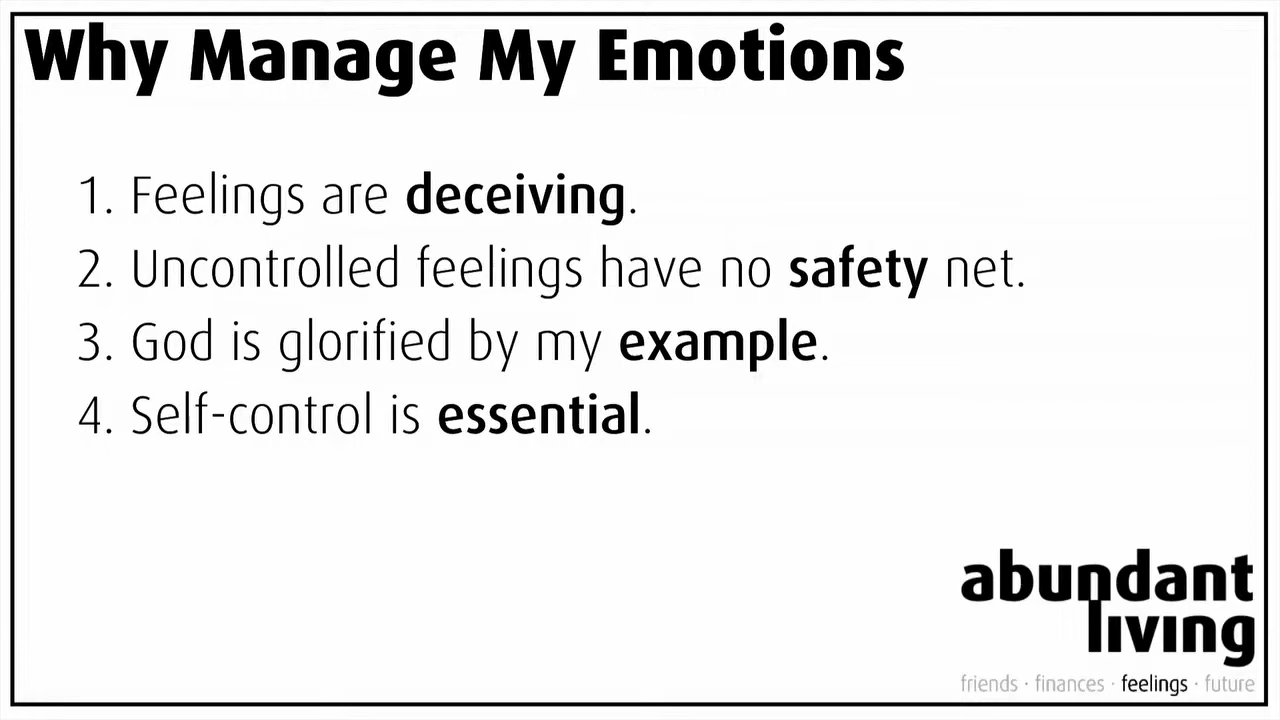 Why Manage My Emotions
1. Feelings are deceiving.
2. Uncontrolled feelings have no safety net.
3. God is glorified by my example.
4. Self-control is essential.
abundant
living
friends · finances · feelings · future